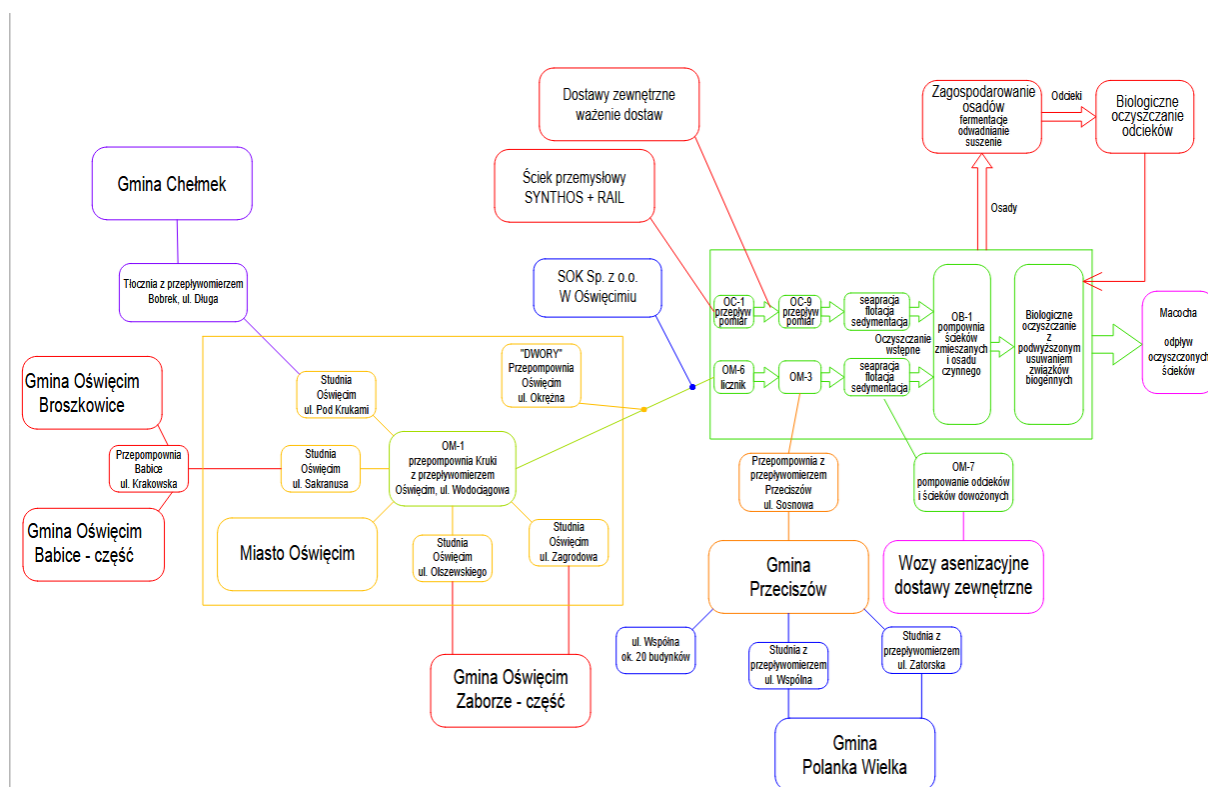 Dostawy zewnętrzne
ważenie dostaw
Zagospodarowanie
osadów
fermentacje
odwadnianie
suszenie
Odcieki
Biologiczne
oczyszczanie
odcieków
Gmina Chełmek
Ściek przemysłowy
SYNTHOS + RAIL
Osady
Tłocznia z przepływomierzem
Bobrek, ul. Długa
SOK Sp. z o.o.
W Oświęcimiu
OC-1
przepływ
pomiar
OC-9
przepływ
pomiar
seapracja
flotacja
sedymentacja
Oczyszczanie
wstępne
OB-1
pompownia
ścieków
zmieszanych
i osadu
czynnego
Biologiczne
oczyszczanie
z
podwyższonym
usuwaniem
związków
biogennych
Macocha
odpływ
oczyszczonych
ścieków
"DWORY"
Przepompownia
Oświęcim
ul. Okrężna
OM-6
licznik
OM-3
seapracja
flotacja
sedymentacja
Gmina Oświęcim
Broszkowice
Studnia
Oświęcim
ul. Pod Krukami
Przepompownia
Babice
ul. Krakowska
Studnia
Oświęcim
ul. Sakranusa
OM-1
przepompownia Kruki
z przepływomierzem
Oświęcim, ul. Wodociągowa
Przepompownia z
przepływomierzem
Przeciszów
ul. Sosnowa
OM-7
pompowanie odcieków
i ścieków dowożonych
Gmina Oświęcim
Babice - część
Miasto Oświęcim
Studnia
Oświęcim
ul. Olszewskiego
Studnia
Oświęcim
ul. Zagrodowa
Gmina
Przeciszów
Wozy asenizacyjne
dostawy zewnętrzne
ul. Wspólna
ok. 20 budynków
Studnia z
przepływomierzem
ul. Wspólna
Studnia z
przepływomierzem
ul. Zatorska
Gmina Oświęcim
Zaborze - część
Gmina
Polanka Wielka